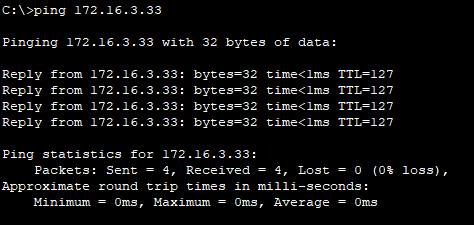 C:\>ping 172.16.3.33
Pinging 172.16.3.33 with 32 bytes of data:
Reply from 172.16.3.33: bytes=32 time<1ms TTL=127
Reply from 172.16.3.33: bytes=32 time<1ms TTL=127
Reply from 172.16.3.33: bytes=32 time<1ms TTL=127
Reply from 172.16.3.33: bytes=32 time<1ms TTL=127
Ping statistics for 172.16.3.33:
    Packets: Sent = 4, Received = 4, Lost = 0 (0% loss),
Approximate round trip times in milli-seconds:
    Minimum = 0ms, Maximum = 0ms, Average = 0ms